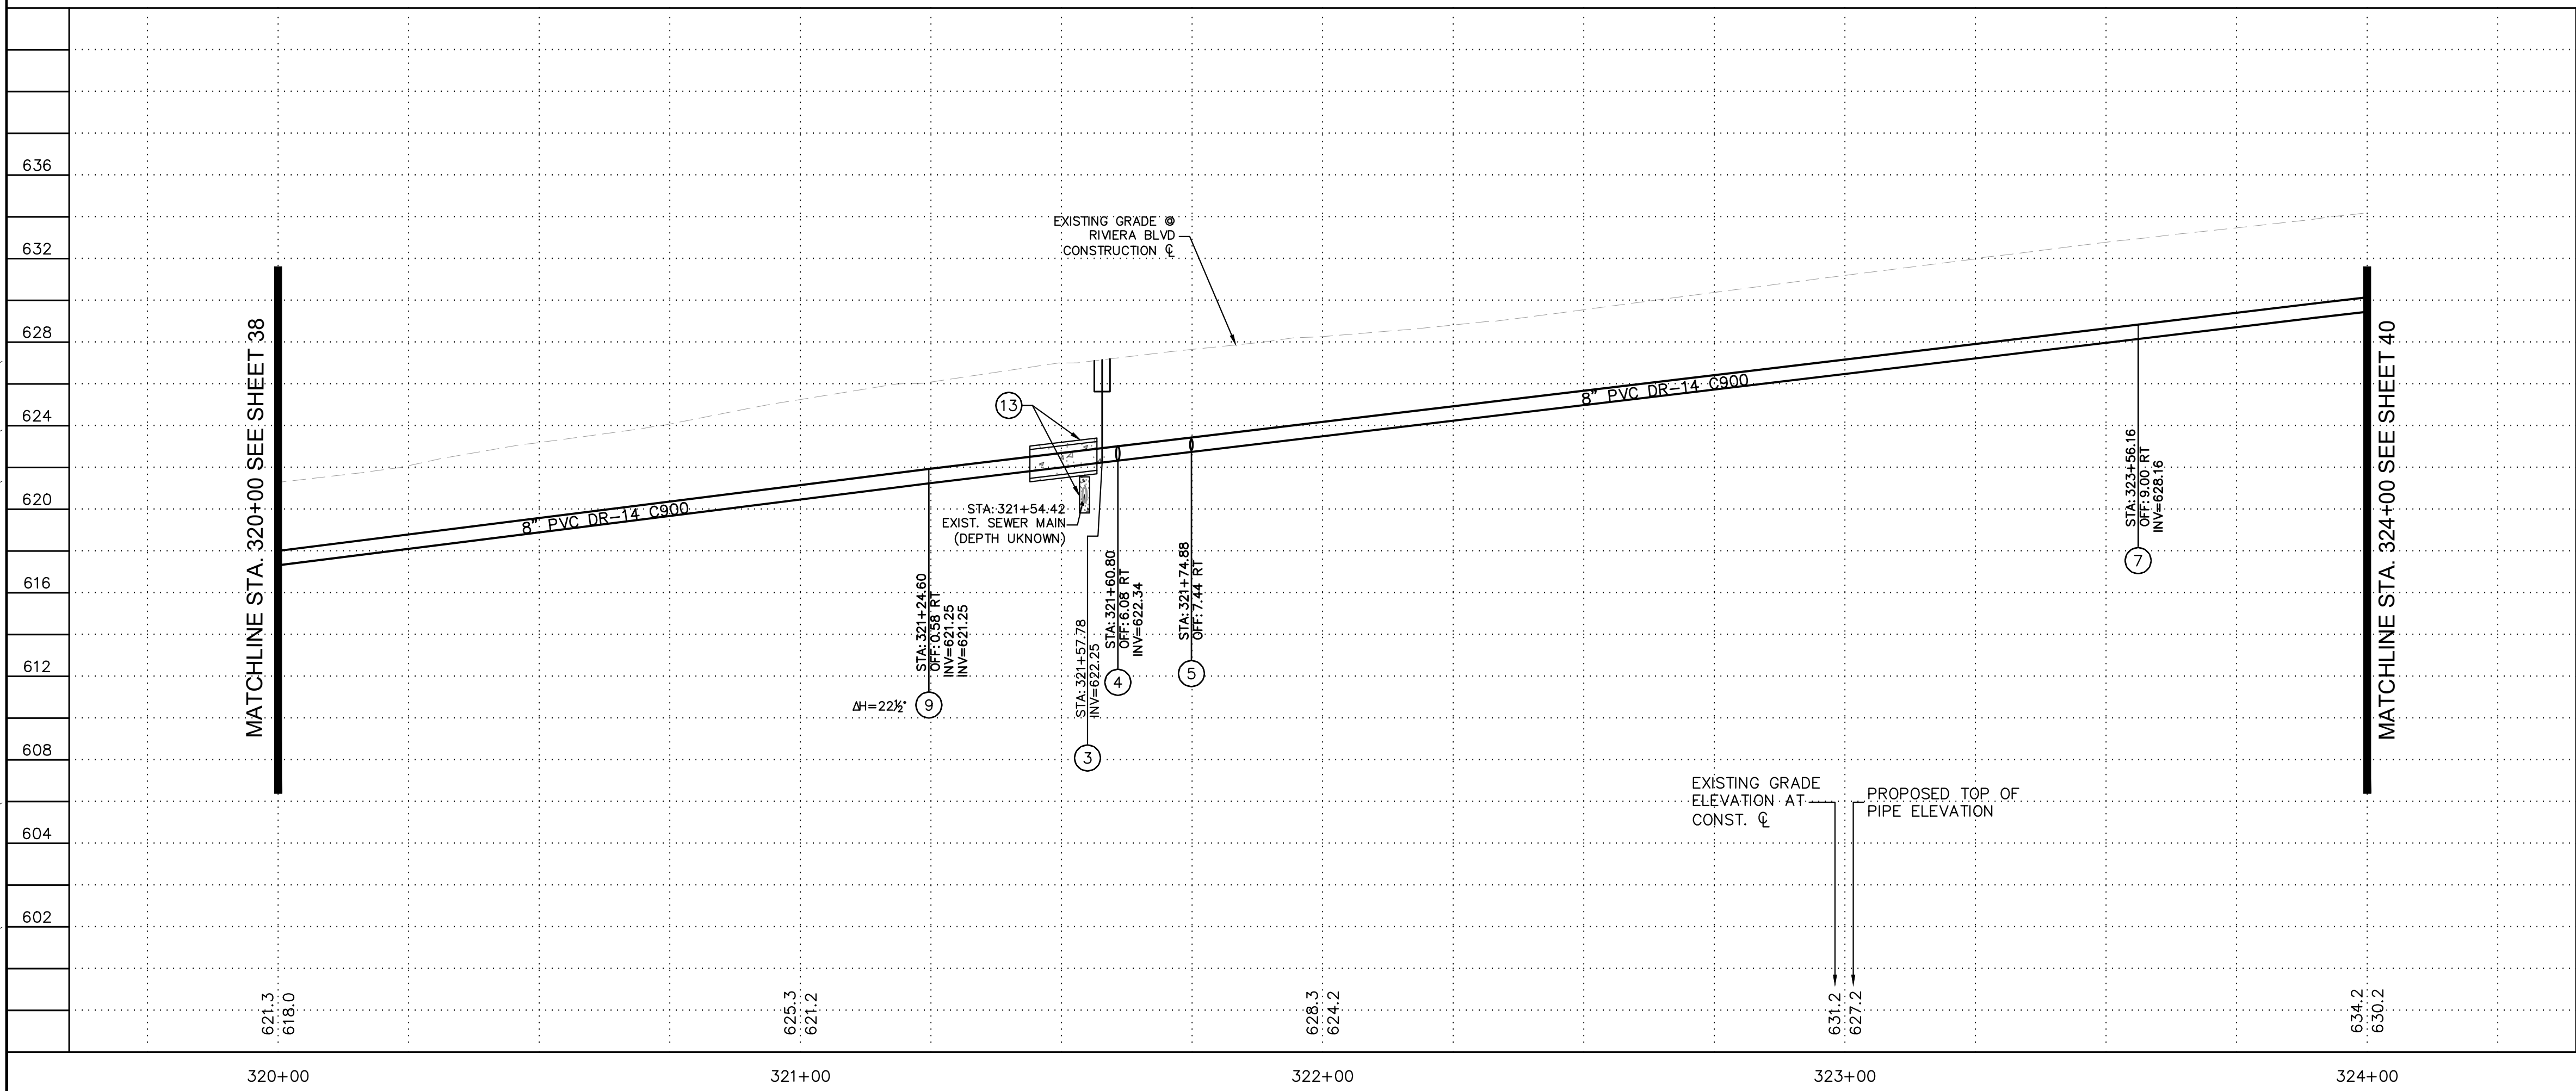 636
632
628
624
620
616
612
608
604
602
MATCHLINE STA. 320+00 SEE SHEET 38
8" PVC DR-14 C900
EXISTING GRADE @
RIVIERA BLVD
CONSTRUCTION ℄
13
STA: 321+54.42
EXIST. SEWER MAIN
(DEPTH UKNOWN)
STA: 321+24.60
OFF: 0.58 RT
INV=621.25
INV=621.25
ΔH=22½°
9
STA: 321+57.78
INV=622.25
3
STA: 321+60.80
OFF: 6.08 RT
INV=622.34
4
STA: 321+74.88
OFF: 7.44 RT
5
8" PVC DR-14 C900
STA: 323+56.16
OFF: 9.00 RT
INV=628.16
7
MATCHLINE STA. 324+00 SEE SHEET 40
EXISTING GRADE
ELEVATION AT
CONST. ℄
PROPOSED TOP OF
PIPE ELEVATION
621.3
618.0
625.3
621.2
628.3
624.2
631.2
627.2
634.2
630.2
320+00
321+00
322+00
323+00
324+00